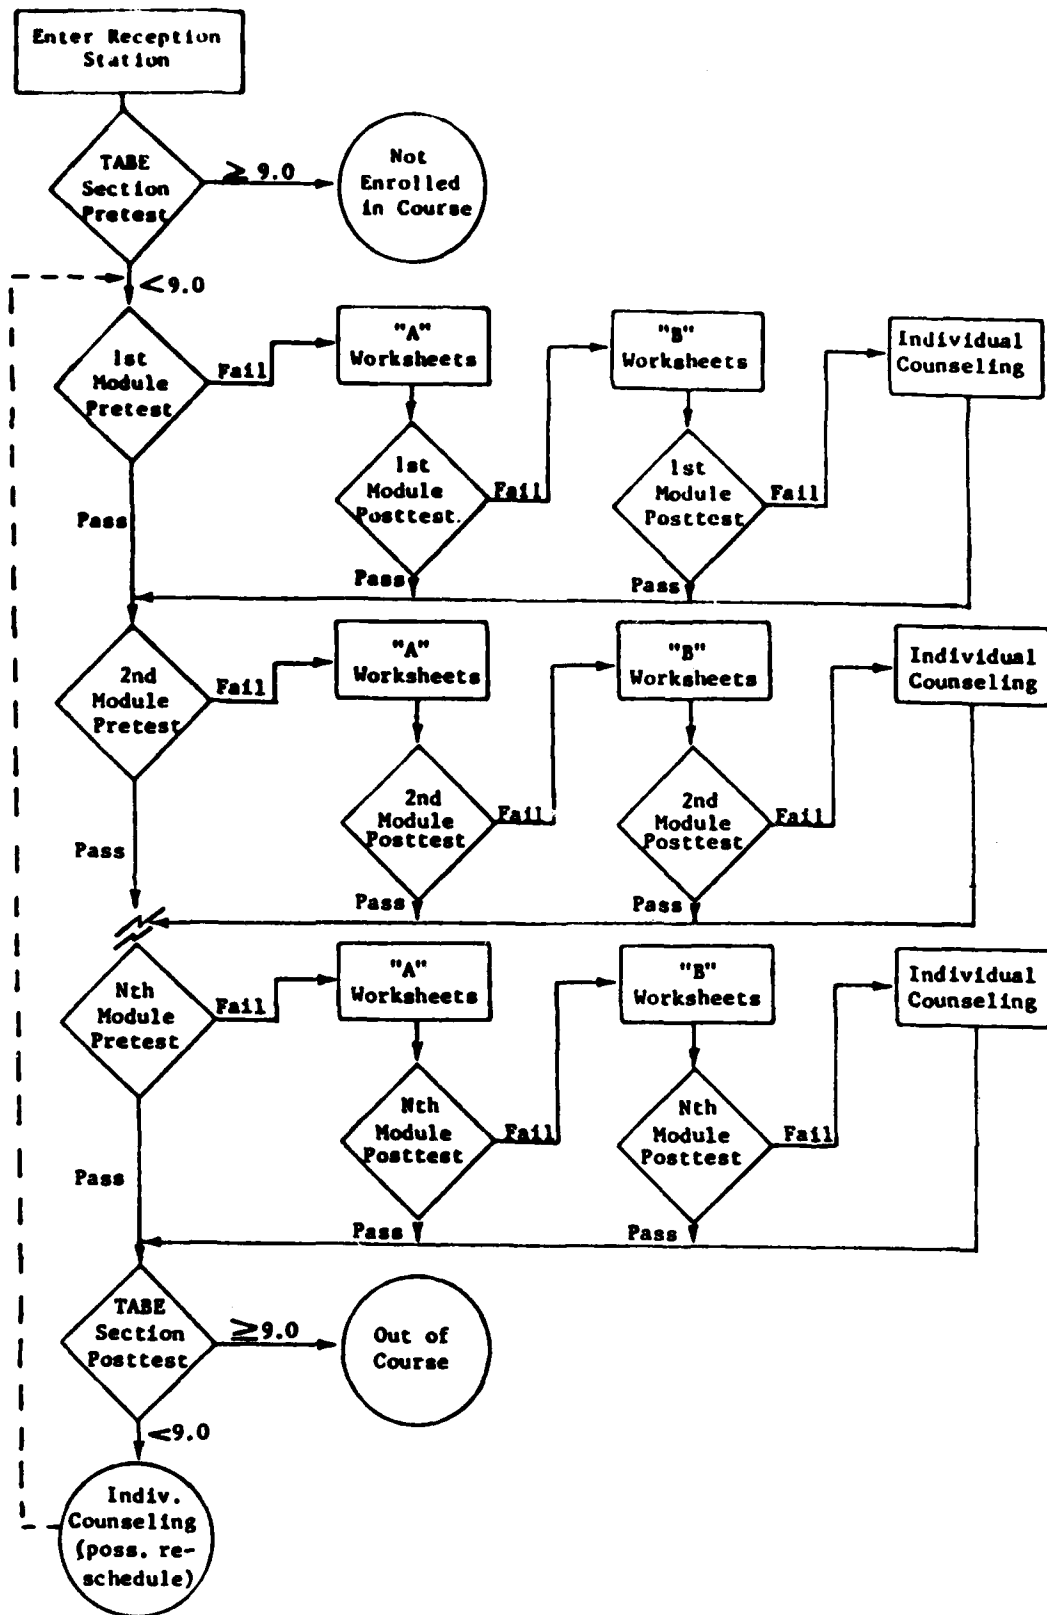 Enter Reception
Station
TABE
Section
Pretest
≥ 9.0
Not
Enrolled
in Course
<9.0
1st
Module
Pretest
Fail
"A"
Worksheets
1st
Module
Posttest.
Fail
"B"
Worksheets
1st
Module
Posttest
Fail
Individual
Counseling
Pass
Pass
Pass
2nd
Module
Pretest
Fail
"A"
Worksheets
2nd
Module
Posttest
Fail
"B"
Worksheets
2nd
Module
Posttest
Fail
Individual
Counseling
Pass
Pass
Pass
Nth
Module
Pretest
Fail
"A"
Worksheets
Nth
Module
Posttest
Fail
"B"
Worksheets
Nth
Module
Posttest
Fail
Individual
Counseling
Pass
Pass
Pass
TABE
Section
Posttest
≥9.0
Out of
Course
<9.0
Indiv.
Counseling
(poss. re-
schedule)